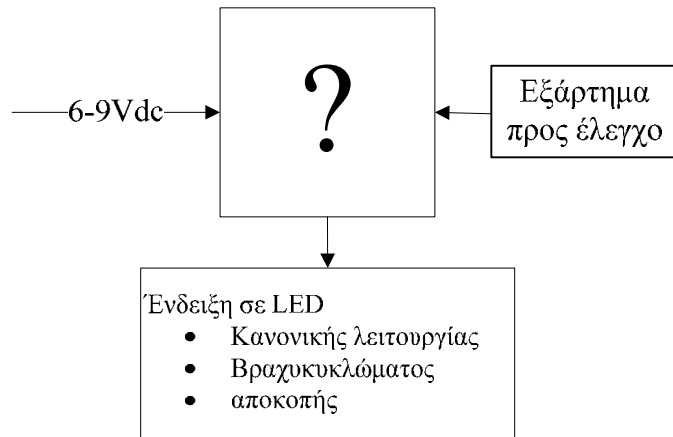 ?
6-9Vdc
Εξάρτημα
προς έλεγχο
Ένδειξη σε LED
• Κανονικής λειτουργίας
• Βραχυκυκλώματος
• αποκοπής